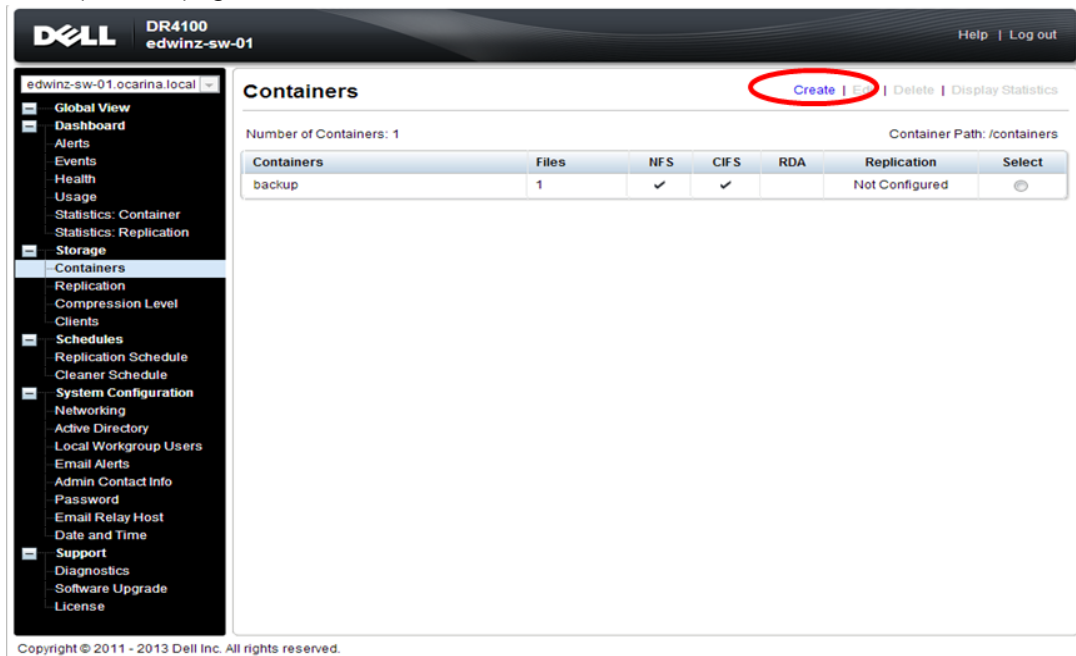 DELL
DR4100
edwinz-sw-01
Help | Log out
edwinz-sw-01.ocarina.local
Global View
Dashboard
Alerts
Events
Health
Usage
Statistics: Container
Statistics: Replication
Storage
Containers
Replication
Compression Level
Clients
Schedules
Replication Schedule
Cleaner Schedule
System Configuration
Networking
Active Directory
Local Workgroup Users
Email Alerts
Admin Contact Info
Password
Email Relay Host
Date and Time
Support
Diagnostics
Software Upgrade
License
Containers
Create | Edit | Delete | Display Statistics
Number of Containers: 1
Container Path: /containers
Containers Files NFS CIFS RDA Replication Select
backup 1 ✔ ✔ Not Configured
Copyright © 2011 - 2013 Dell Inc. All rights reserved.